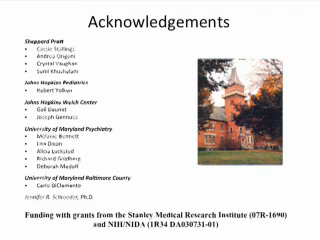 Acknowledgements
Sheppard Pratt
• Cassie Stallings
• Andrea Origoni
• Crystal Vaughan
• Sunil Khushalani
Johns Hopkins Pediatrics
• Robert Yolken
Johns Hopkins Welch Center
• Gail Daumit
• Joseph Gennusa
University of Maryland Psychiatry
• Melanie Bennett
• Lisa Dixon
• Alicia Lucksted
• Richard Goldberg
• Deborah Medoff
University of Maryland Baltimore County
• Carlo DiClemente
Jennifer R. Schroeder, Ph.D.
Funding with grants from the Stanley Medical Research Institute (07R-1690)
and NIH/NIDA (1R34 DA030731-01)